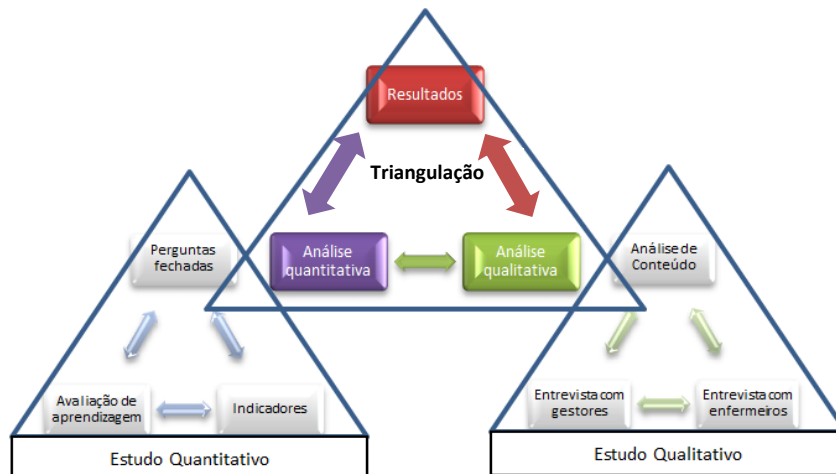 Resultados
Triangulação
Análise
quantitativa
Análise
qualitativa
Perguntas
fechadas
Avaliação de
aprendizagem
Indicadores
Estudo Quantitativo
Análise de
Conteúdo
Entrevista com
gestores
Entrevista com
enfermeiros
Estudo Qualitativo